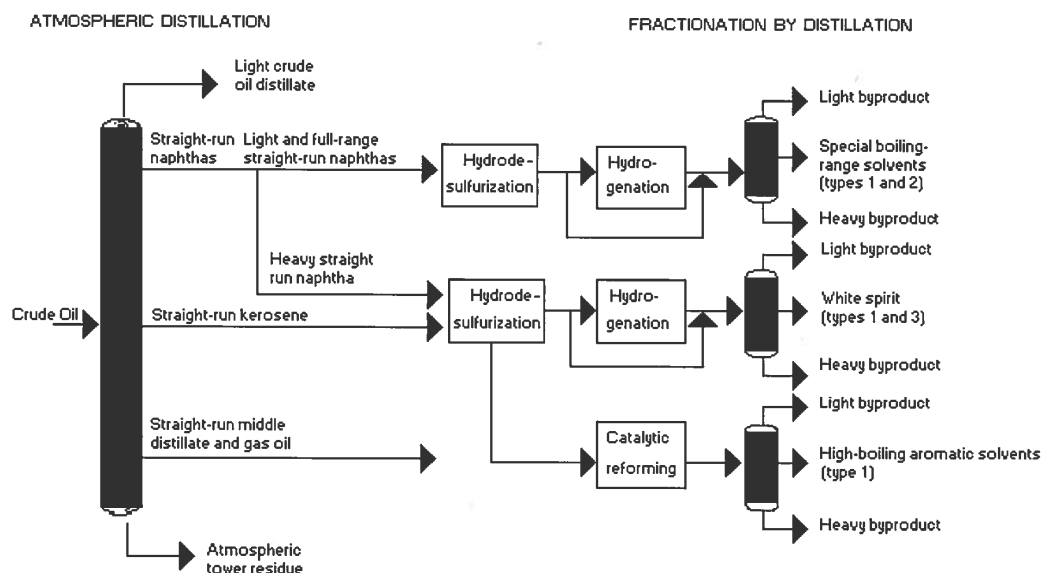 ATMOSPHERIC DISTILLATION
FRACTIONATION BY DISTILLATION
Light crude
oil distillate
Straight-run
naphthas
Light and full-range
straight-run naphthas
Hydrode-
sulfurization
Hydro-
genation
Light byproduct
Special boiling-
range solvents
(types 1 and 2)
Heavy byproduct
Heavy straight
run naphtha
Crude Oil
Straight-run kerosene
Hydrode-
sulfurization
Hydro-
genation
Light byproduct
White spirit
(types 1 and 3)
Heavy byproduct
Straight-run middle
distillate and gas oil
Catalytic
reforming
Light byproduct
High-boiling aromatic solvents
(type 1)
Heavy byproduct
Atmospheric
tower residue